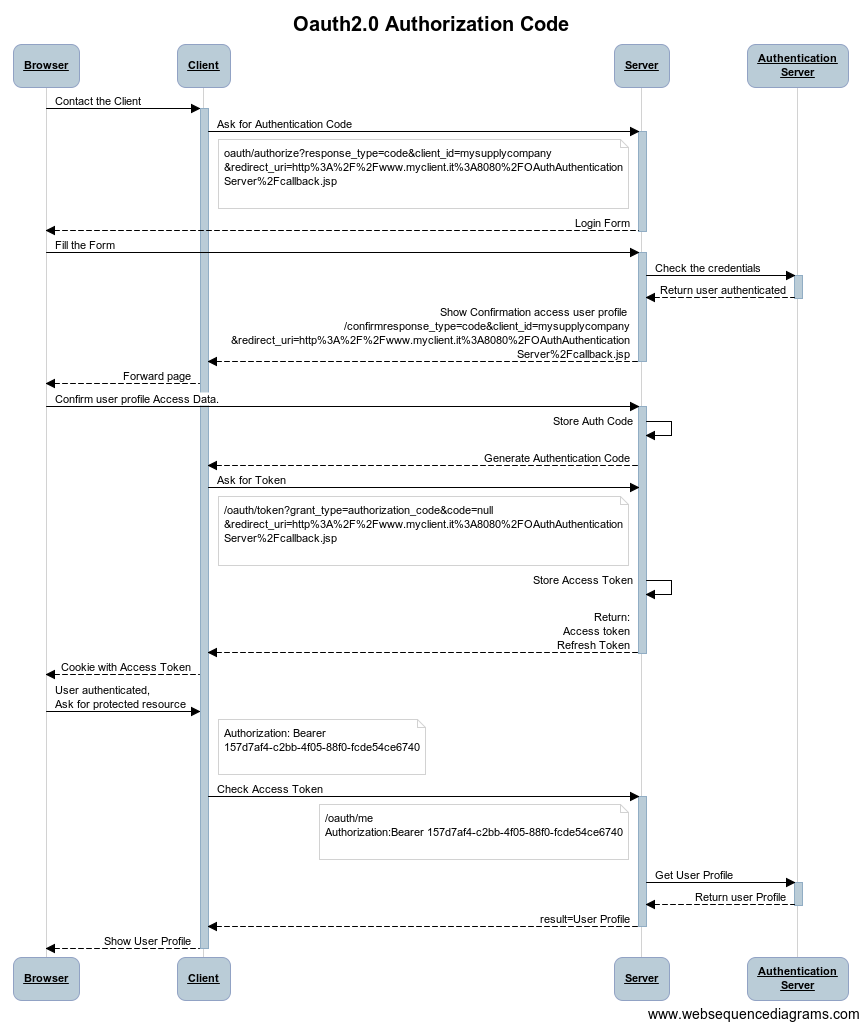 Oauth2.0 Authorization Code
Browser
Client
Server
Authentication
Server
Contact the Client
Ask for Authentication Code
oauth/authorize?response_type=code&client_id=mysupplycompany
&redirect_uri=http%3A%2F%2Fwww.myclient.it%3A8080%2FOAuthAuthentication
Server%2Fcallback.jsp
Login Form
Fill the Form
Check the credentials
Return user authenticated
Show Confirmation access user profile
/confirmresponse_type=code&client_id=mysupplycompany
&redirect_uri=http%3A%2F%2Fwww.myclient.it%3A8080%2FOAuthAuthentication
Server%2Fcallback.jsp
Forward page
Confirm user profile Access Data.
Store Auth Code
Generate Authentication Code
Ask for Token
/oauth/token?grant_type=authorization_code&code=null
&redirect_uri=http%3A%2F%2Fwww.myclient.it%3A8080%2FOAuthAuthentication
Server%2Fcallback.jsp
Store Access Token
Return:
Access token
Refresh Token
Cookie with Access Token
User authenticated,
Ask for protected resource
Authorization: Bearer
157d7af4-c2bb-4f05-88f0-fcde54ce6740
Check Access Token
/oauth/me
Authorization:Bearer 157d7af4-c2bb-4f05-88f0-fcde54ce6740
Get User Profile
Return user Profile
result=User Profile
Show User Profile
Browser
Client
Server
Authentication
Server
www.websequencediagrams.com